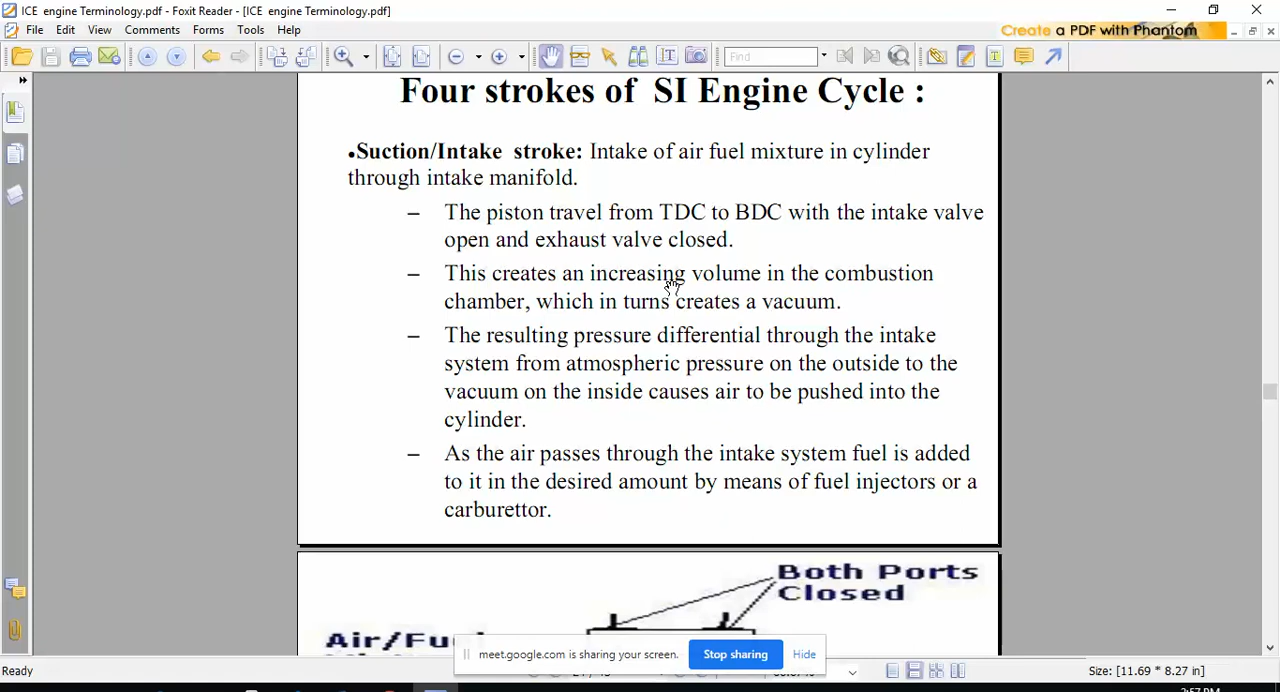 ICE engine Terminology.pdf - Foxit Reader - [ICE engine Terminology.pdf]
File Edit View Comments Forms Tools Help
Create a PDF with Phantom
Find
Four strokes of SI Engine Cycle :
•Suction/Intake stroke: Intake of air fuel mixture in cylinder
through intake manifold.
– The piston travel from TDC to BDC with the intake valve
open and exhaust valve closed.
– This creates an increasing volume in the combustion
chamber, which in turns creates a vacuum.
– The resulting pressure differential through the intake
system from atmospheric pressure on the outside to the
vacuum on the inside causes air to be pushed into the
cylinder.
– As the air passes through the intake system fuel is added
to it in the desired amount by means of fuel injectors or a
carburettor.
Both Ports
Closed
Air/Fu
meet.google.com is sharing your screen. Stop sharing Hide
Ready
Size: [11.69 * 8.27 in]
2:57 PM